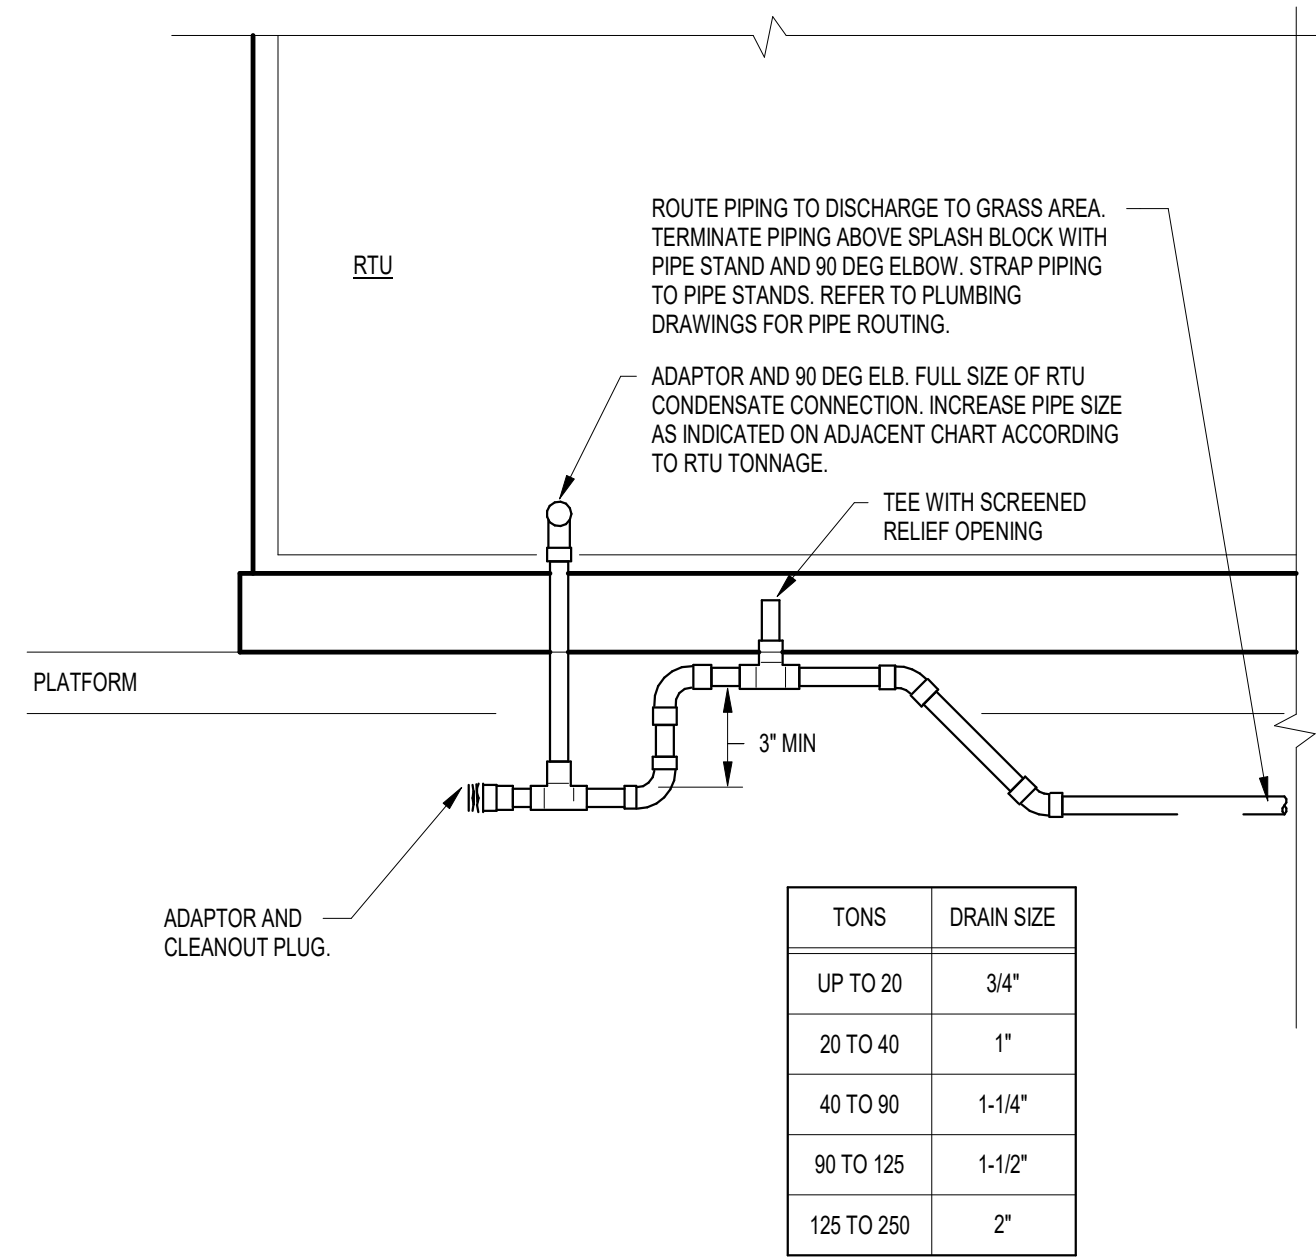 ROUTE PIPING TO DISCHARGE TO GRASS AREA.
TERMINATE PIPING ABOVE SPLASH BLOCK WITH
PIPE STAND AND 90 DEG ELBOW. STRAP PIPING
TO PIPE STANDS. REFER TO PLUMBING
DRAWINGS FOR PIPE ROUTING.
RTU
ADAPTOR AND 90 DEG ELB. FULL SIZE OF RTU
CONDENSATE CONNECTION. INCREASE PIPE SIZE
AS INDICATED ON ADJACENT CHART ACCORDING
TO RTU TONNAGE.
TEE WITH SCREENED
RELIEF OPENING
PLATFORM
3" MIN
ADAPTOR AND
CLEANOUT PLUG.
TONS DRAIN SIZE
UP TO 20 3/4"
20 TO 40 1"
40 TO 90 1-1/4"
90 TO 125 1-1/2"
125 TO 250 2"